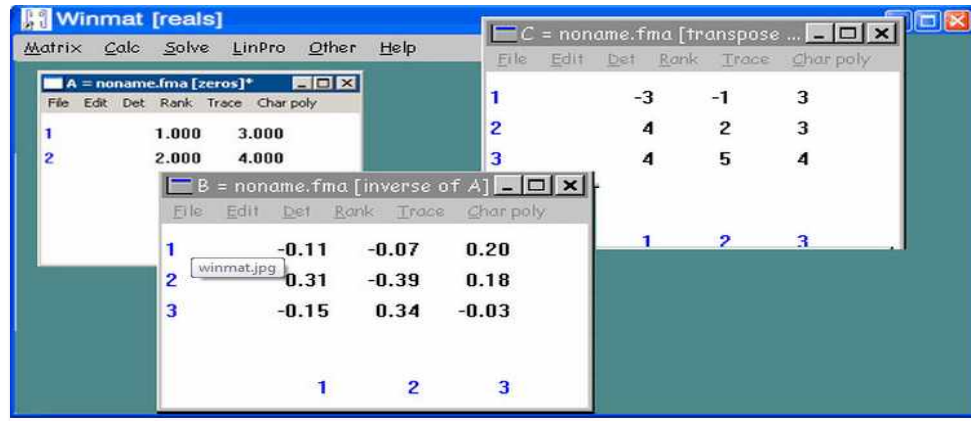 Winmat [reals]
Matrix Calc Solve LinPro Other Help
A = noname.fma [zeros]*
File Edit Det Rank Trace Char poly
1 1.000 3.000
2 2.000 4.000
C = noname.fma [transpose ...
File Edit Det Rank Trace Char poly
1 -3 -1 3
2 4 2 3
3 4 5 4
1 2 3
B = noname.fma [inverse of A]
File Edit Det Rank Trace Char poly
1 -0.11 -0.07 0.20
winmat.jpg
2 0.31 -0.39 0.18
3 -0.15 0.34 -0.03
1 2 3